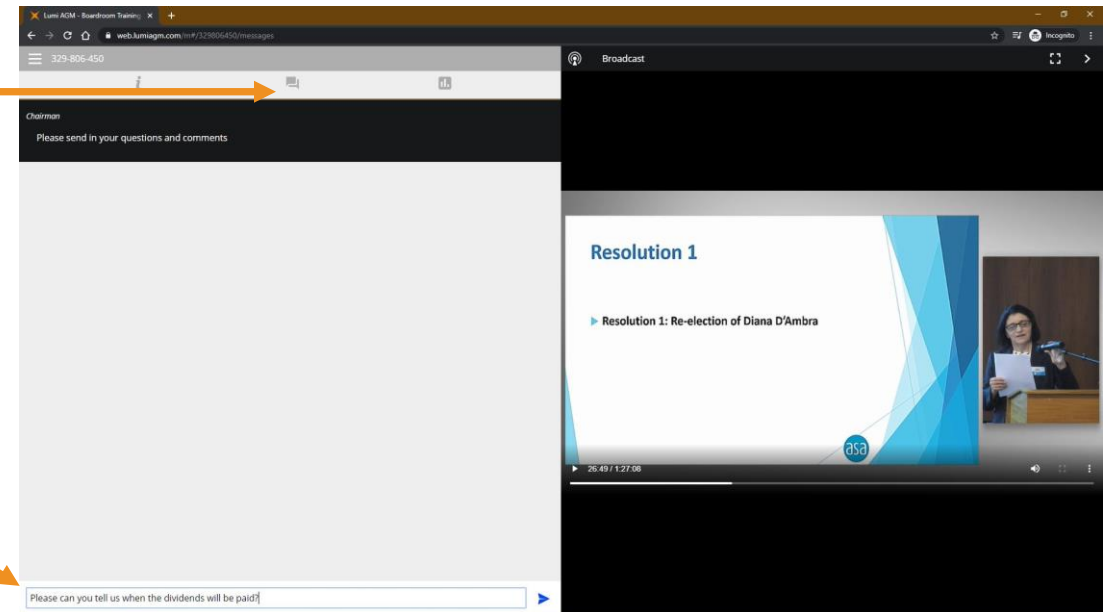 Lumi AGM - Boardroom Training
web.lumiagm.com/m#/329806450/messages
Incognito
329-806-450
Broadcast
i
Chairman
Please send in your questions and comments
Resolution 1
Resolution 1: Re-election of Diana D'Ambra
asa
26:49 / 1:27:08
Please can you tell us when the dividends will be paid?